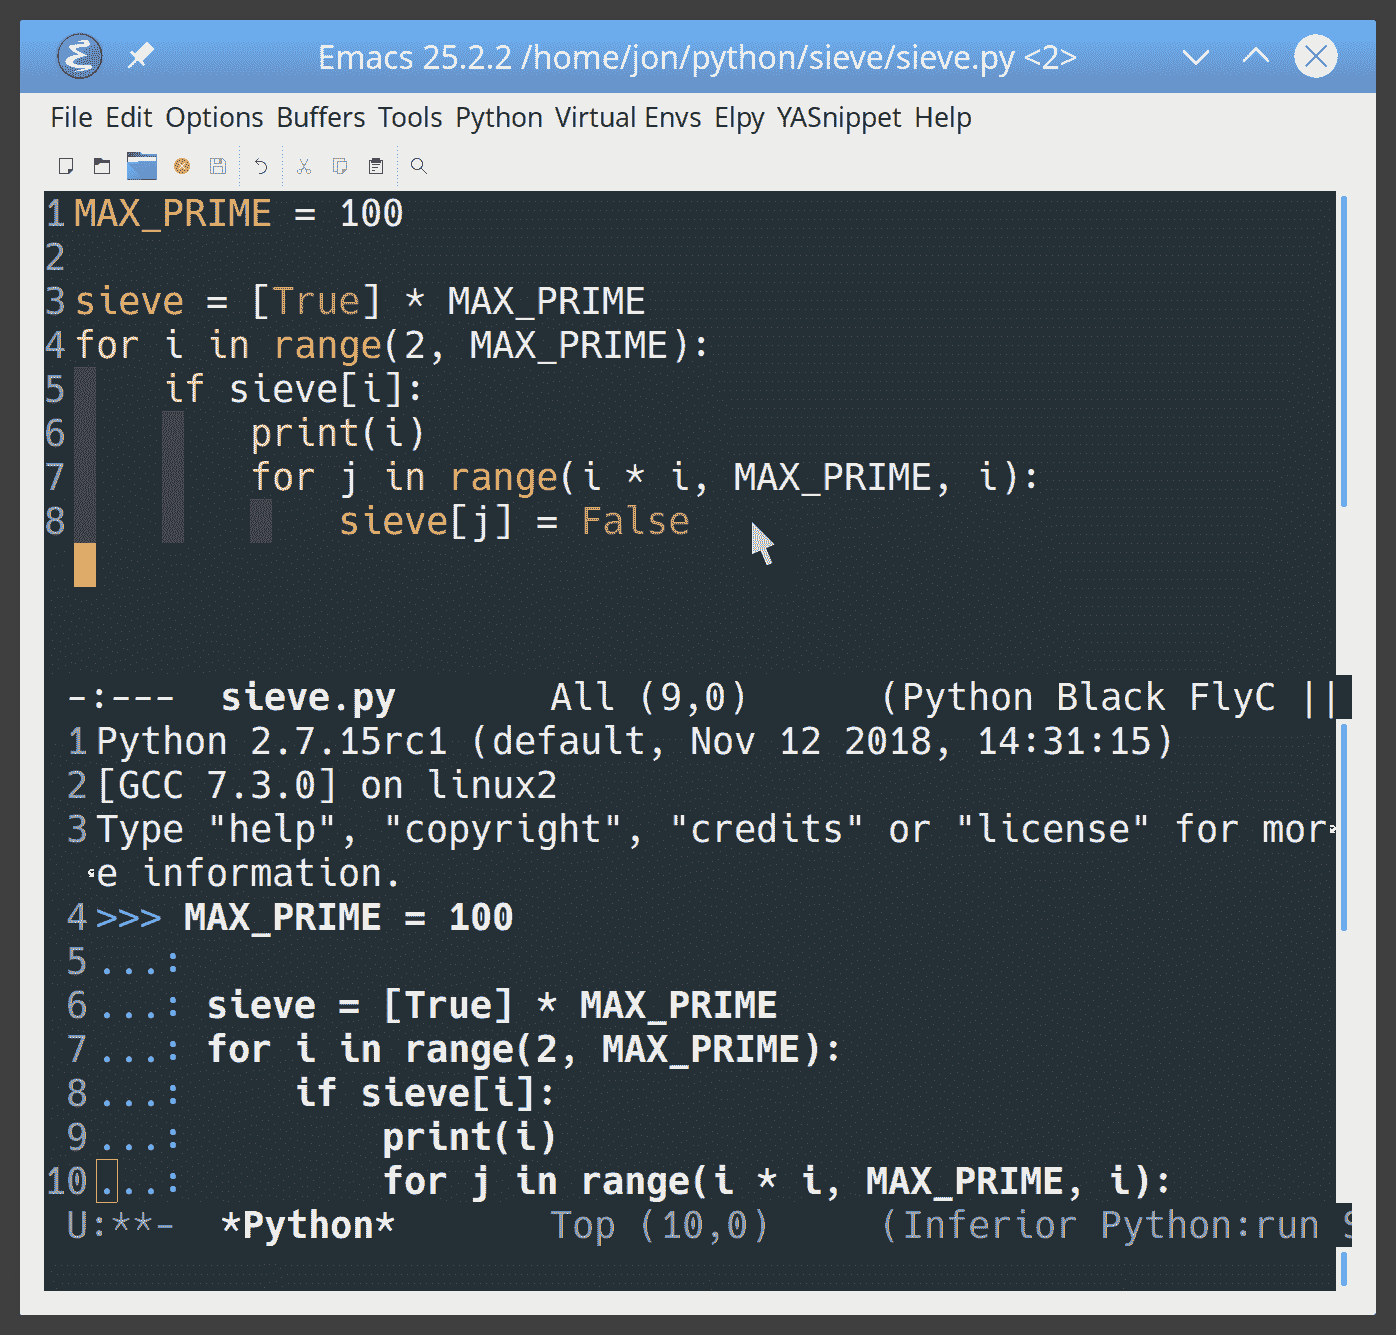 Emacs 25.2.2 /home/jon/python/sieve/sieve.py <2>
File Edit Options Buffers Tools Python Virtual Envs Elpy YASnippet Help
1 MAX_PRIME = 100
2
3 sieve = [True] * MAX_PRIME
4 for i in range(2, MAX_PRIME):
5     if sieve[i]:
6         print(i)
7         for j in range(i * i, MAX_PRIME, i):
8             sieve[j] = False
-:---  sieve.py       All (9,0)      (Python Black FlyC ||
1 Python 2.7.15rc1 (default, Nov 12 2018, 14:31:15)
2 [GCC 7.3.0] on linux2
3 Type "help", "copyright", "credits" or "license" for mor
e information.
4 >>> MAX_PRIME = 100
5 ...:
6 ...: sieve = [True] * MAX_PRIME
7 ...: for i in range(2, MAX_PRIME):
8 ...:     if sieve[i]:
9 ...:         print(i)
10 ...:         for j in range(i * i, MAX_PRIME, i):
U:**-  *Python*       Top (10,0)     (Inferior Python:run